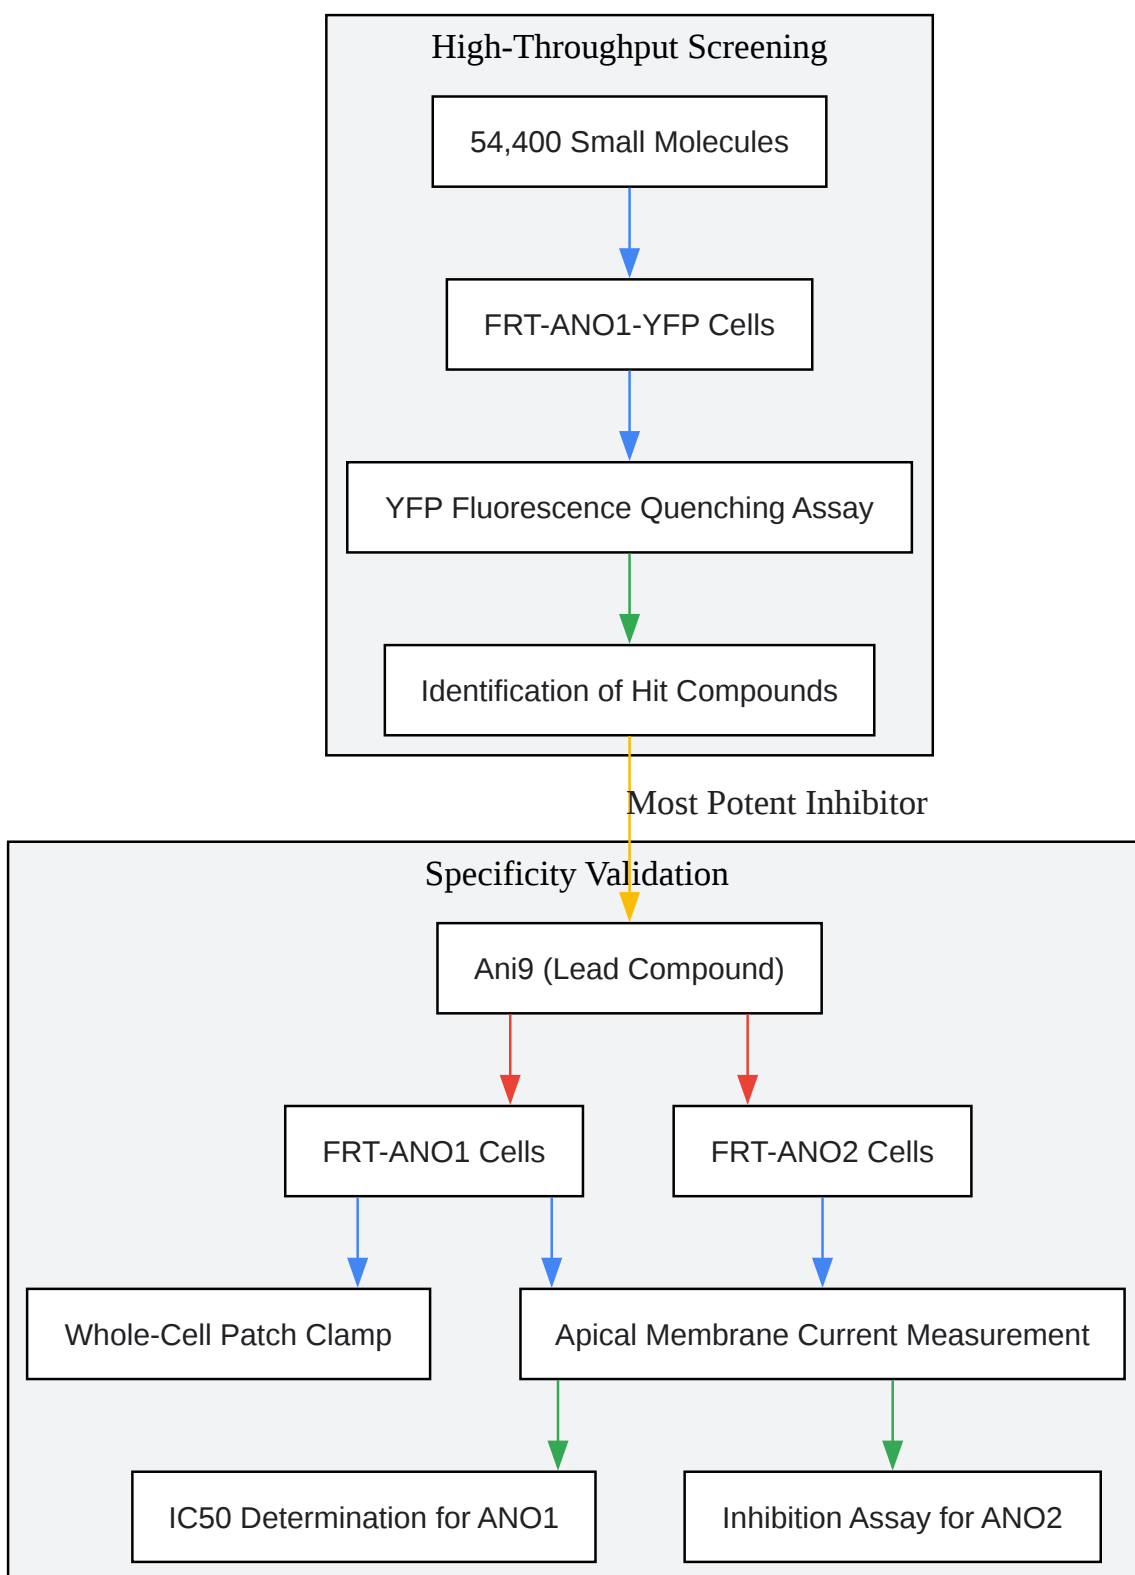 High-Throughput Screening
54,400 Small Molecules
FRT-ANO1-YFP Cells
YFP Fluorescence Quenching Assay
Identification of Hit Compounds
Most Potent Inhibitor
Specificity Validation
Ani9 (Lead Compound)
FRT-ANO1 Cells
FRT-ANO2 Cells
Whole-Cell Patch Clamp
Apical Membrane Current Measurement
IC50 Determination for ANO1
Inhibition Assay for ANO2